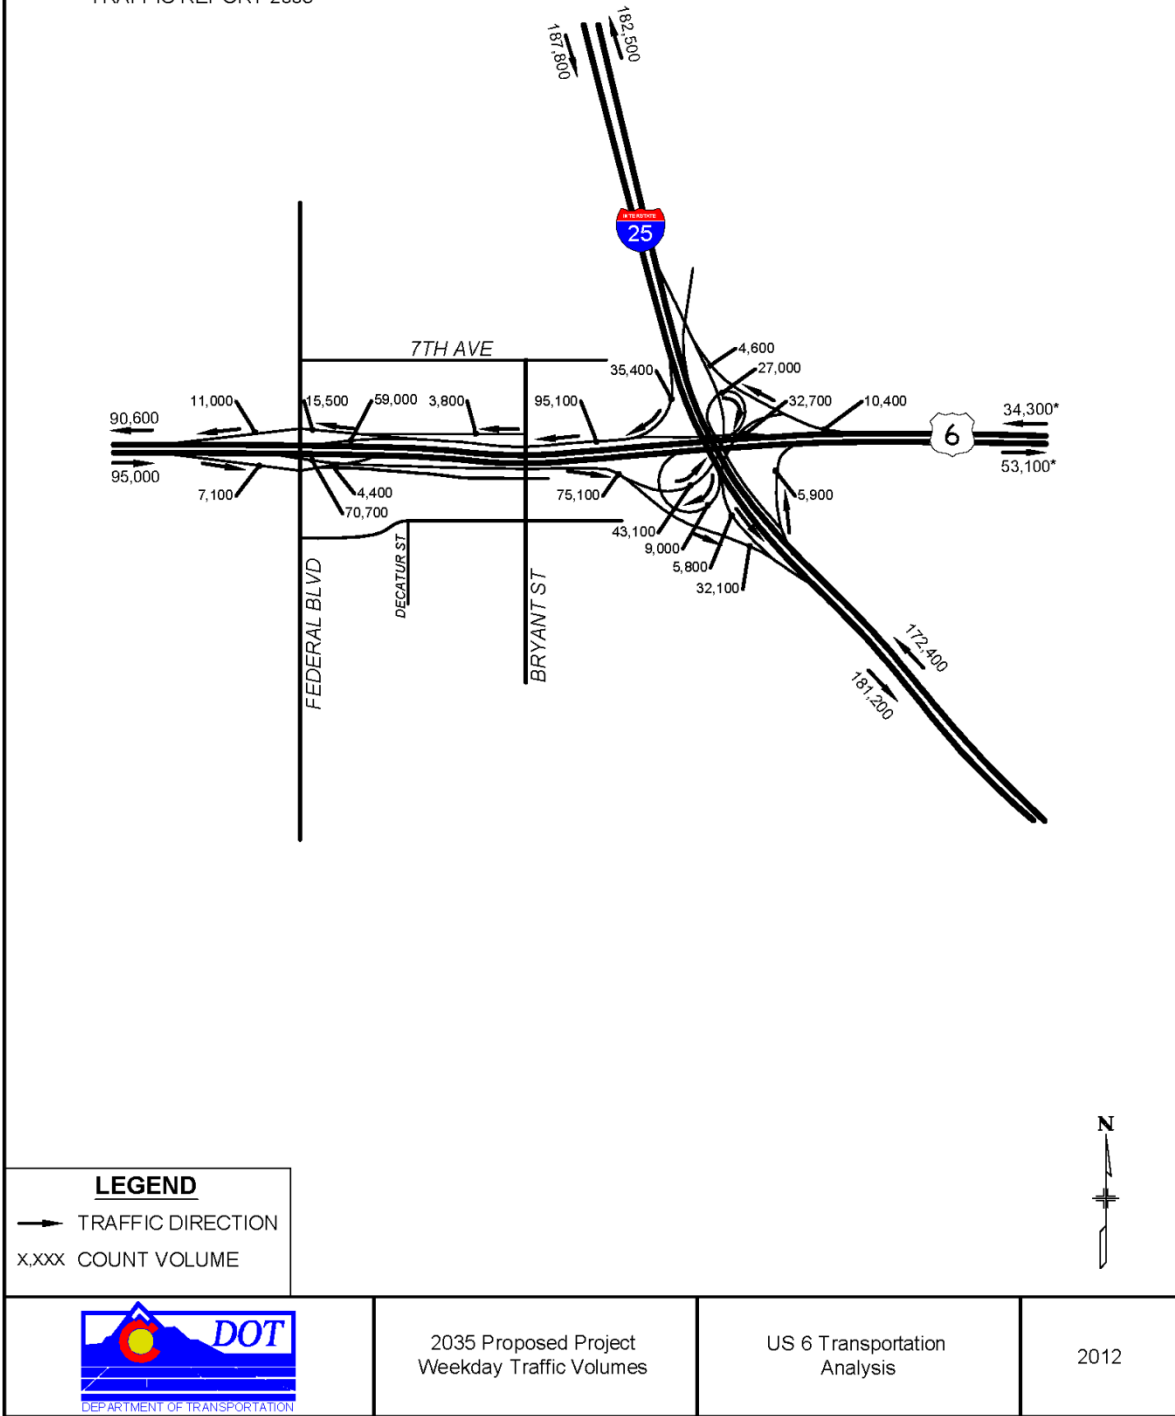 182,500
187,800
INTERSTATE
25
7TH AVE
4,600
27,000
35,400
11,000
15,500
59,000
3,800
95,100
32,700
10,400
90,600
34,300*
6
95,000
53,100*
7,100
4,400
70,700
75,100
5,900
43,100
9,000
5,800
32,100
FEDERAL BLVD
DECATUR ST
BRYANT ST
172,400
181,200
N
LEGEND
TRAFFIC DIRECTION
X,XXX COUNT VOLUME
DOT
DEPARTMENT OF TRANSPORTATION
2035 Proposed Project
Weekday Traffic Volumes
US 6 Transportation
Analysis
2012